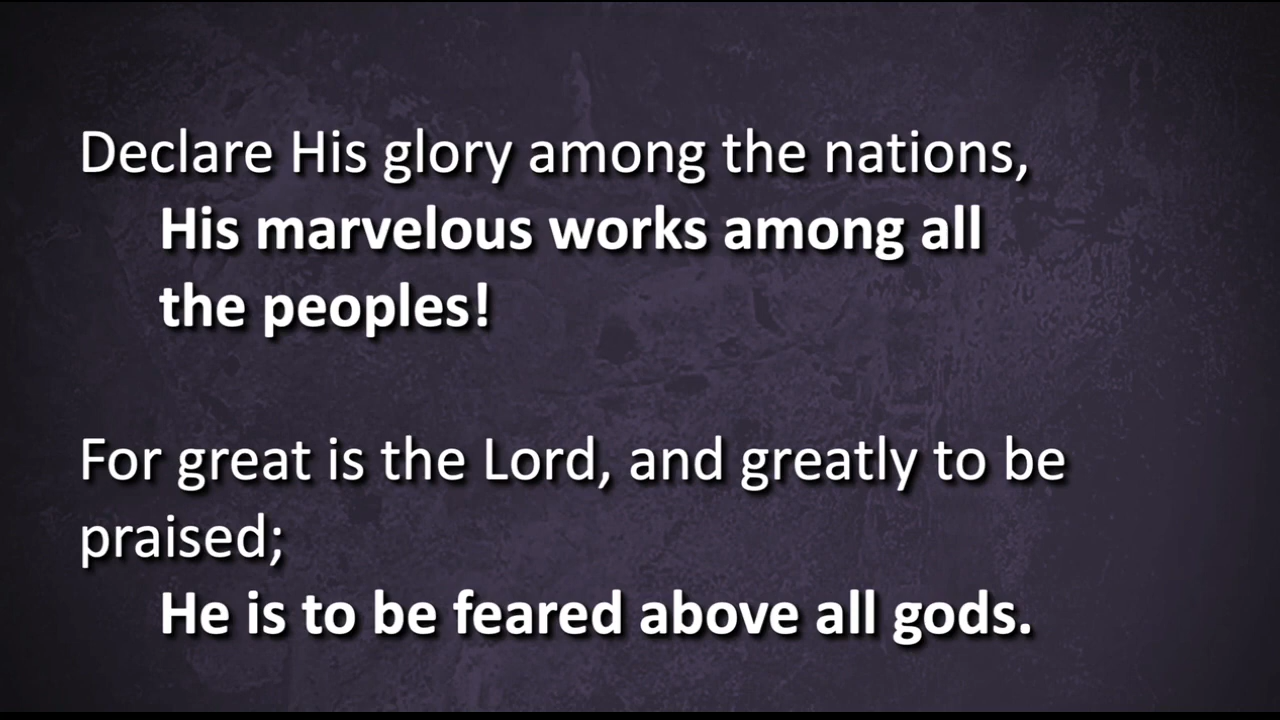 Declare His glory among the nations,
His marvelous works among all
the peoples!
For great is the Lord, and greatly to be
praised;
He is to be feared above all gods.